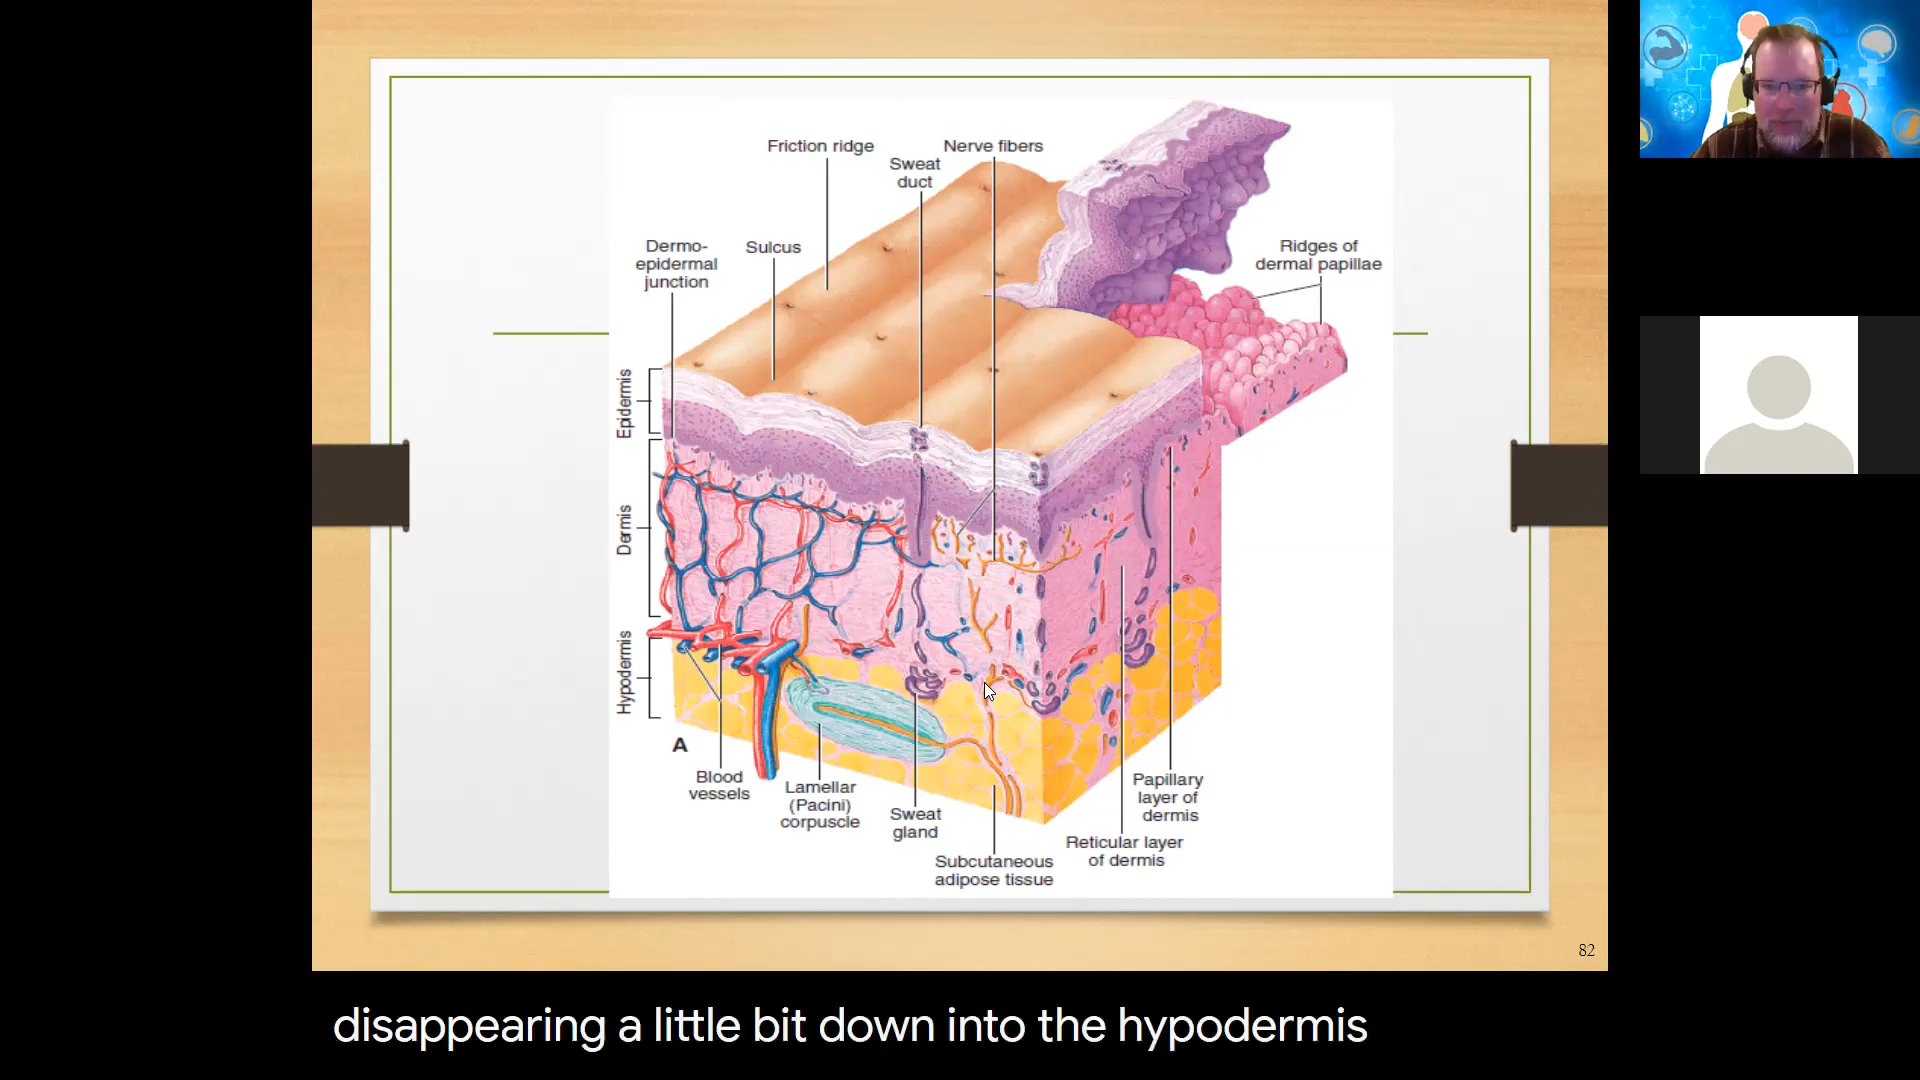 Friction ridge
Nerve fibers
Sweat
duct
Dermo-
epidermal
junction
Sulcus
Ridges of
dermal papillae
Epidermis
Dermis
Hypodermis
A
Blood
vessels
Lamellar
(Pacini)
corpuscle
Sweat
gland
Subcutaneous
adipose tissue
Reticular layer
of dermis
Papillary
layer of
dermis
82
disappearing a little bit down into the hypodermis